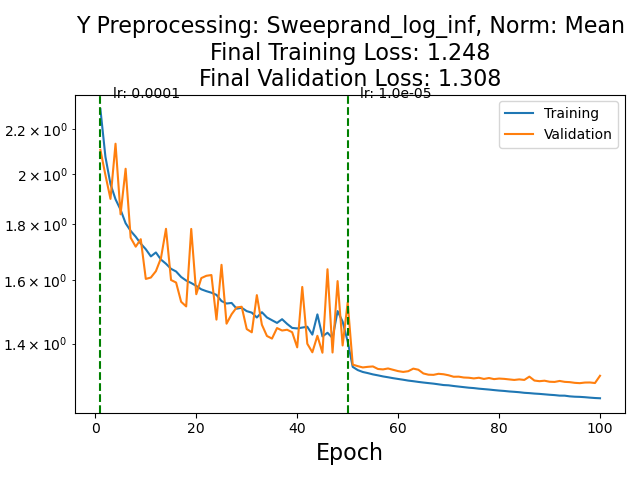 Y Preprocessing: Sweeprand_log_inf, Norm: Mean
Final Training Loss: 1.248
Final Validation Loss: 1.308
lr: 0.0001
lr: 1.0e-05
Training
Validation
2.2 × 10⁰
2 × 10⁰
1.8 × 10⁰
1.6 × 10⁰
1.4 × 10⁰
0 20 40 60 80 100
Epoch